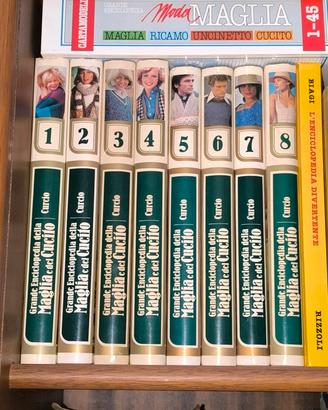 CARTAMODELLI
GRANDE
ENCICLOPEDIA
Moda MAGLIA
MAGLIA RICAMO UNCINETTO CUCITO
1-45
1
Curcio
Grande Enciclopedia della
Maglia e del Cucito
2
Curcio
Grande Enciclopedia della
Maglia e del Cucito
3
Curcio
Grande Enciclopedia della
Maglia e del Cucito
4
Curcio
Grande Enciclopedia della
Maglia e del Cucito
5
Curcio
Grande Enciclopedia della
Maglia e del Cucito
6
Curcio
Grande Enciclopedia della
Maglia e del Cucito
7
Curcio
Grande Enciclopedia della
Maglia e del Cucito
8
Curcio
Grande Enciclopedia della
Maglia e del Cucito
BIAGI L'ENCICLOPEDIA DIVERTENTE RIZZOLI